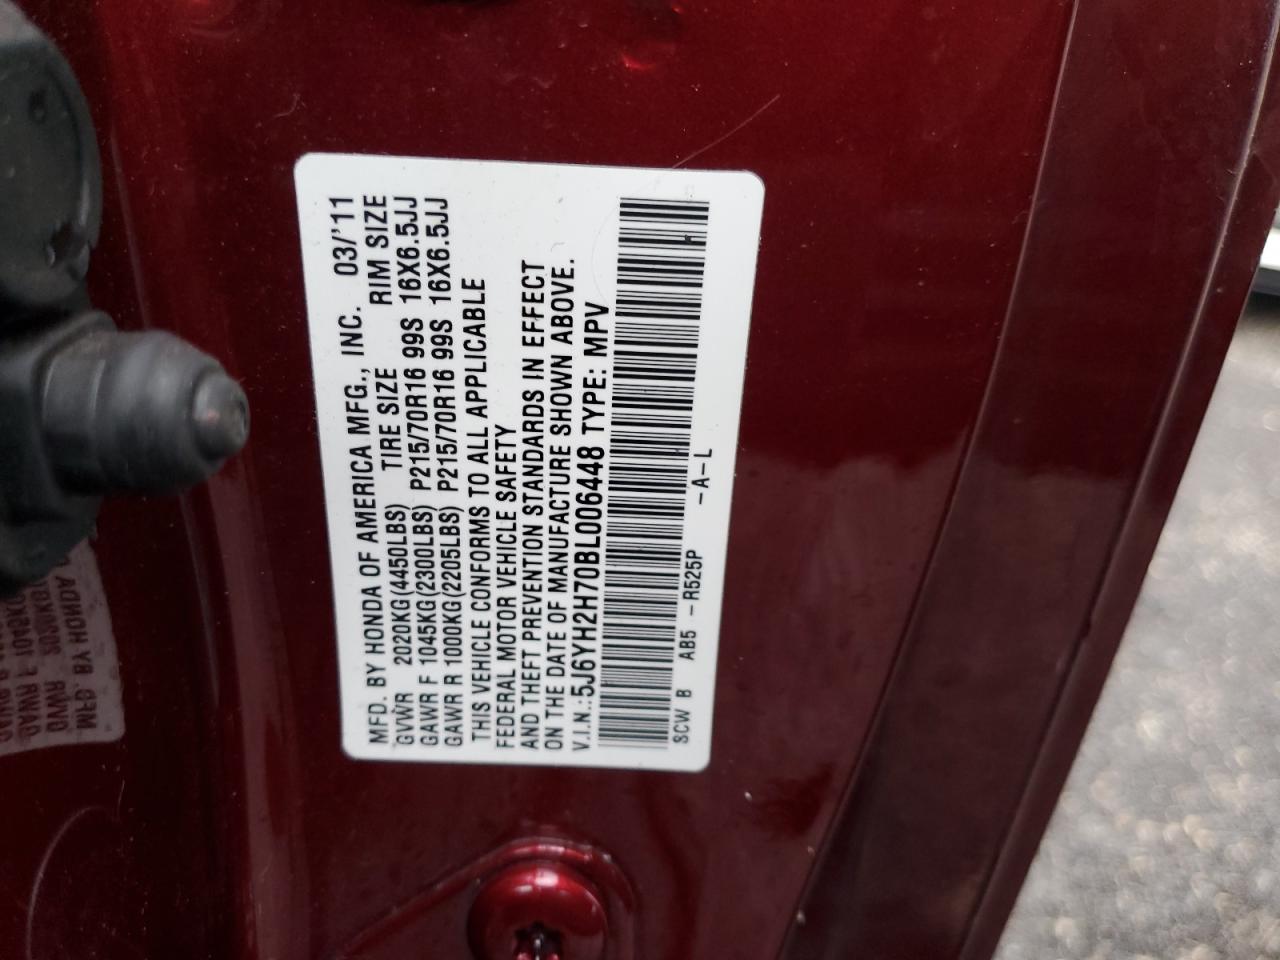 MFD. BY HONDA OF AMERICA MFG., INC. 03/'11
GVWR 2020KG(4450LBS) TIRE SIZE RIM SIZE
GAWR F 1045KG(2300LBS) P215/70R16 99S 16X6.5JJ
GAWR R 1000KG(2205LBS) P215/70R16 99S 16X6.5JJ
THIS VEHICLE CONFORMS TO ALL APPLICABLE
FEDERAL MOTOR VEHICLE SAFETY
AND THEFT PREVENTION STANDARDS IN EFFECT
ON THE DATE OF MANUFACTURE SHOWN ABOVE.
V.I.N.:5J6YH2H70BL006448 TYPE: MPV
SCW B AB5 -R525P -A-L